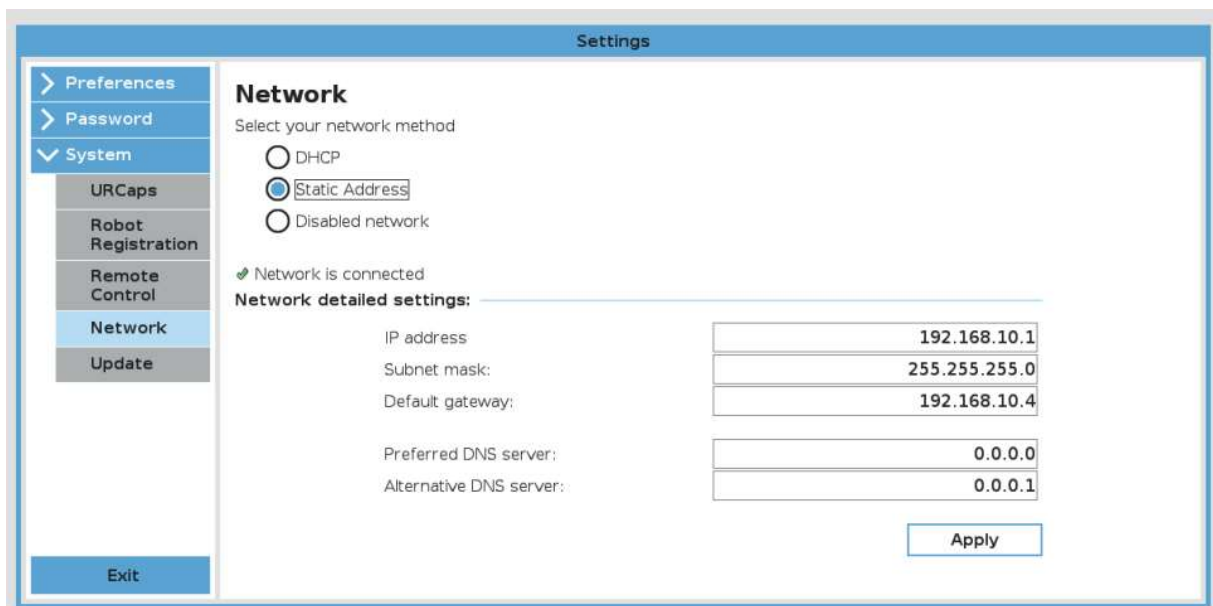 Settings
Preferences
Password
System
URCaps
Robot
Registration
Remote
Control
Network
Update
Exit
Network
Select your network method
DHCP
Static Address
Disabled network
Network is connected
Network detailed settings:
IP address 192.168.10.1
Subnet mask: 255.255.255.0
Default gateway: 192.168.10.4
Preferred DNS server: 0.0.0.0
Alternative DNS server: 0.0.0.1
Apply